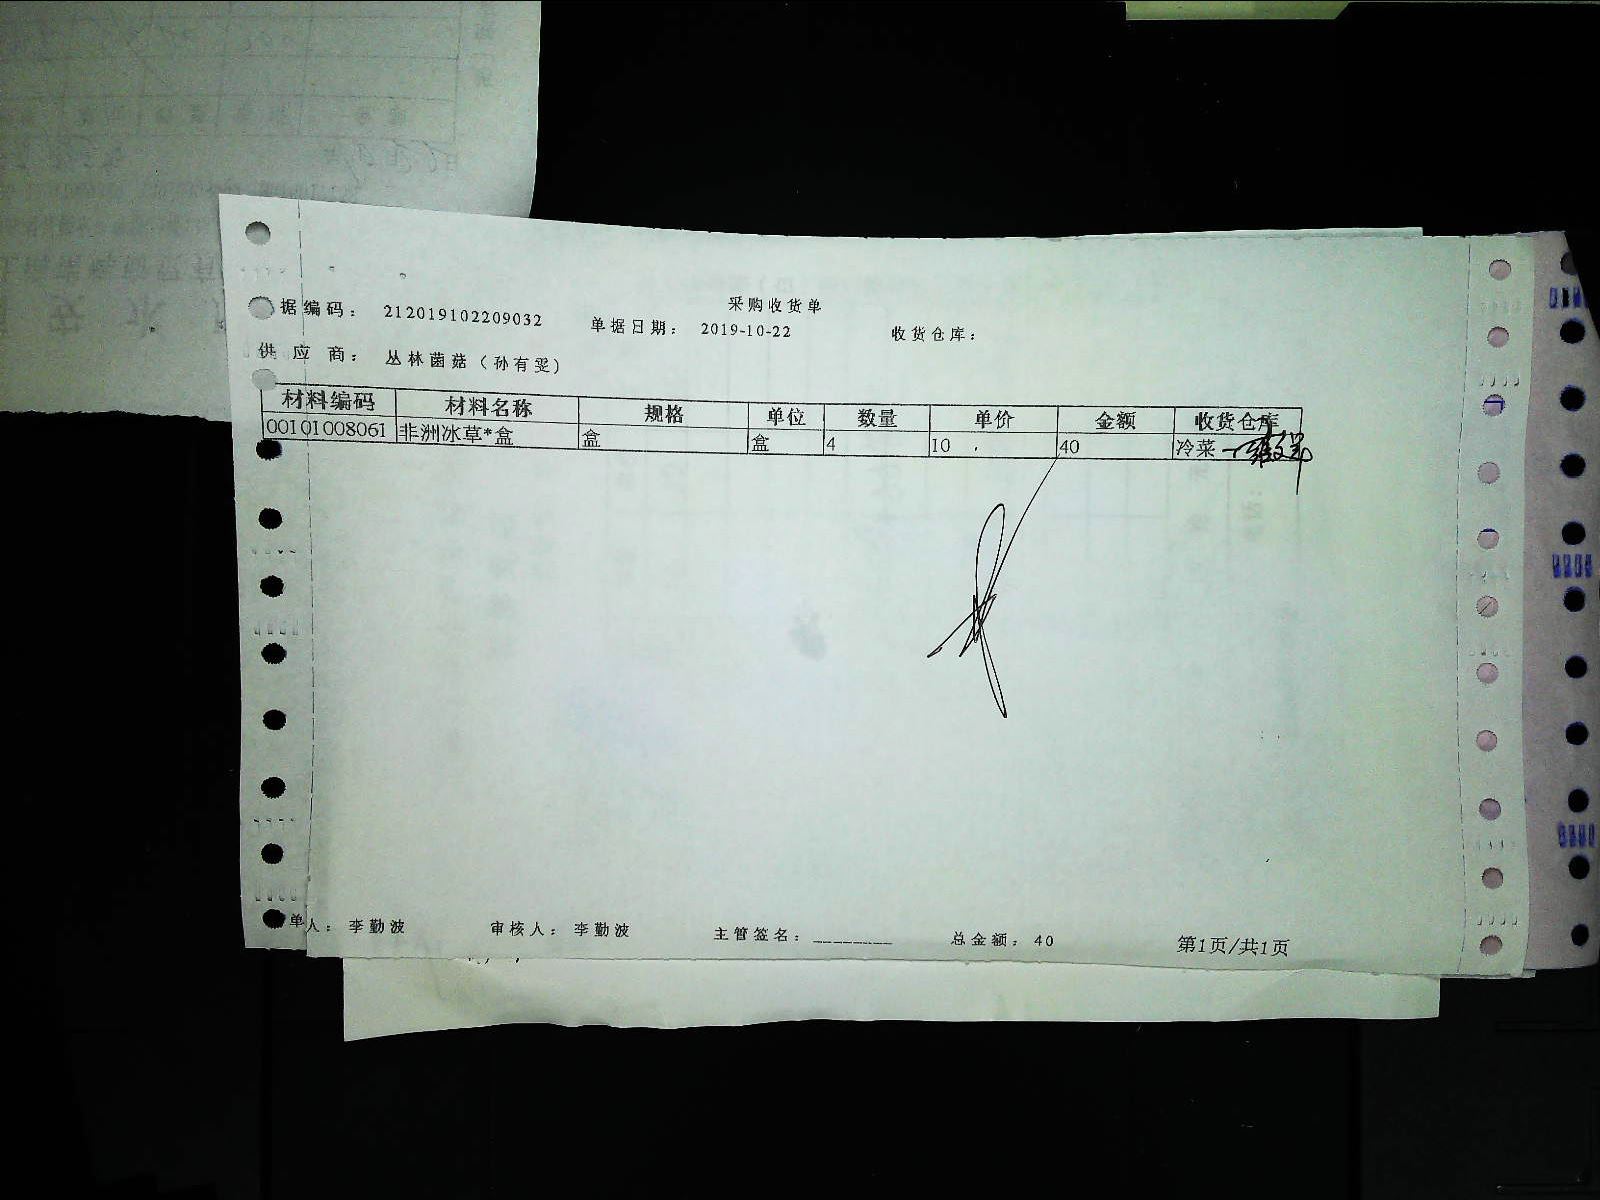 采购收货单
据编码: 212019102209032 单据日期: 2019-10-22 收货仓库:
供 应 商: 丛林菌菇（孙有雯）
材料编码 材料名称 规格 单位 数量 单价 金额 收货仓库
00101008061 非洲冰草*盒 盒 盒 4 10 40 冷菜
单人: 李勤波 审核人: 李勤波 主管签名: ________ 总金额: 40 第1页/共1页